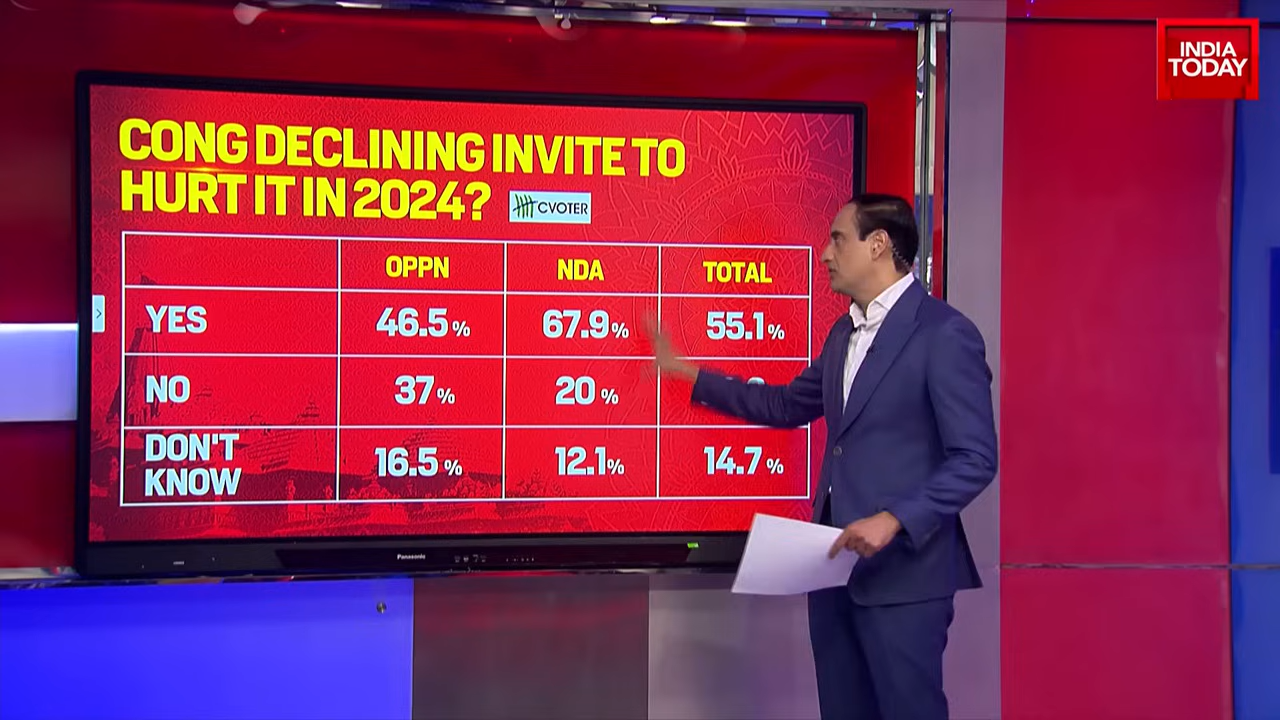 INDIA
TODAY
CONG DECLINING INVITE TO
HURT IT IN 2024?
CVOTER
OPPN NDA TOTAL
YES 46.5% 67.9% 55.1%
NO 37% 20%
DON'T
KNOW
16.5% 12.1% 14.7%
Panasonic